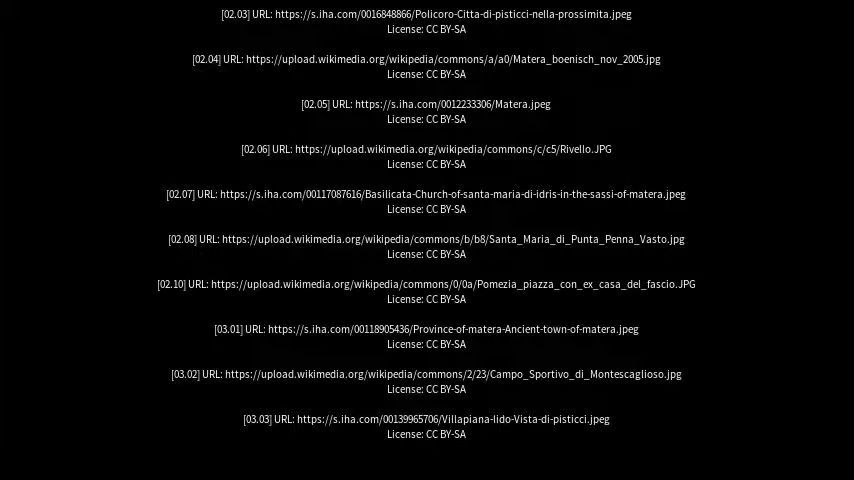 [02.03] URL: https://s.iha.com/0016848866/Policoro-Citta-di-pisticci-nella-prossimita.jpeg
License: CC BY-SA
[02.04] URL: https://upload.wikimedia.org/wikipedia/commons/a/a0/Matera_boenisch_nov_2005.jpg
License: CC BY-SA
[02.05] URL: https://s.iha.com/0012233306/Matera.jpeg
License: CC BY-SA
[02.06] URL: https://upload.wikimedia.org/wikipedia/commons/c/c5/Rivello.JPG
License: CC BY-SA
[02.07] URL: https://s.iha.com/00117087616/Basilicata-Church-of-santa-maria-di-idris-in-the-sassi-of-matera.jpeg
License: CC BY-SA
[02.08] URL: https://upload.wikimedia.org/wikipedia/commons/b/b8/Santa_Maria_di_Punta_Penna_Vasto.jpg
License: CC BY-SA
[02.10] URL: https://upload.wikimedia.org/wikipedia/commons/0/0a/Pomezia_piazza_con_ex_casa_del_fascio.JPG
License: CC BY-SA
[03.01] URL: https://s.iha.com/00118905436/Province-of-matera-Ancient-town-of-matera.jpeg
License: CC BY-SA
[03.02] URL: https://upload.wikimedia.org/wikipedia/commons/2/23/Campo_Sportivo_di_Montescaglioso.jpg
License: CC BY-SA
[03.03] URL: https://s.iha.com/00139965706/Villapiana-lido-Vista-di-pisticci.jpeg
License: CC BY-SA